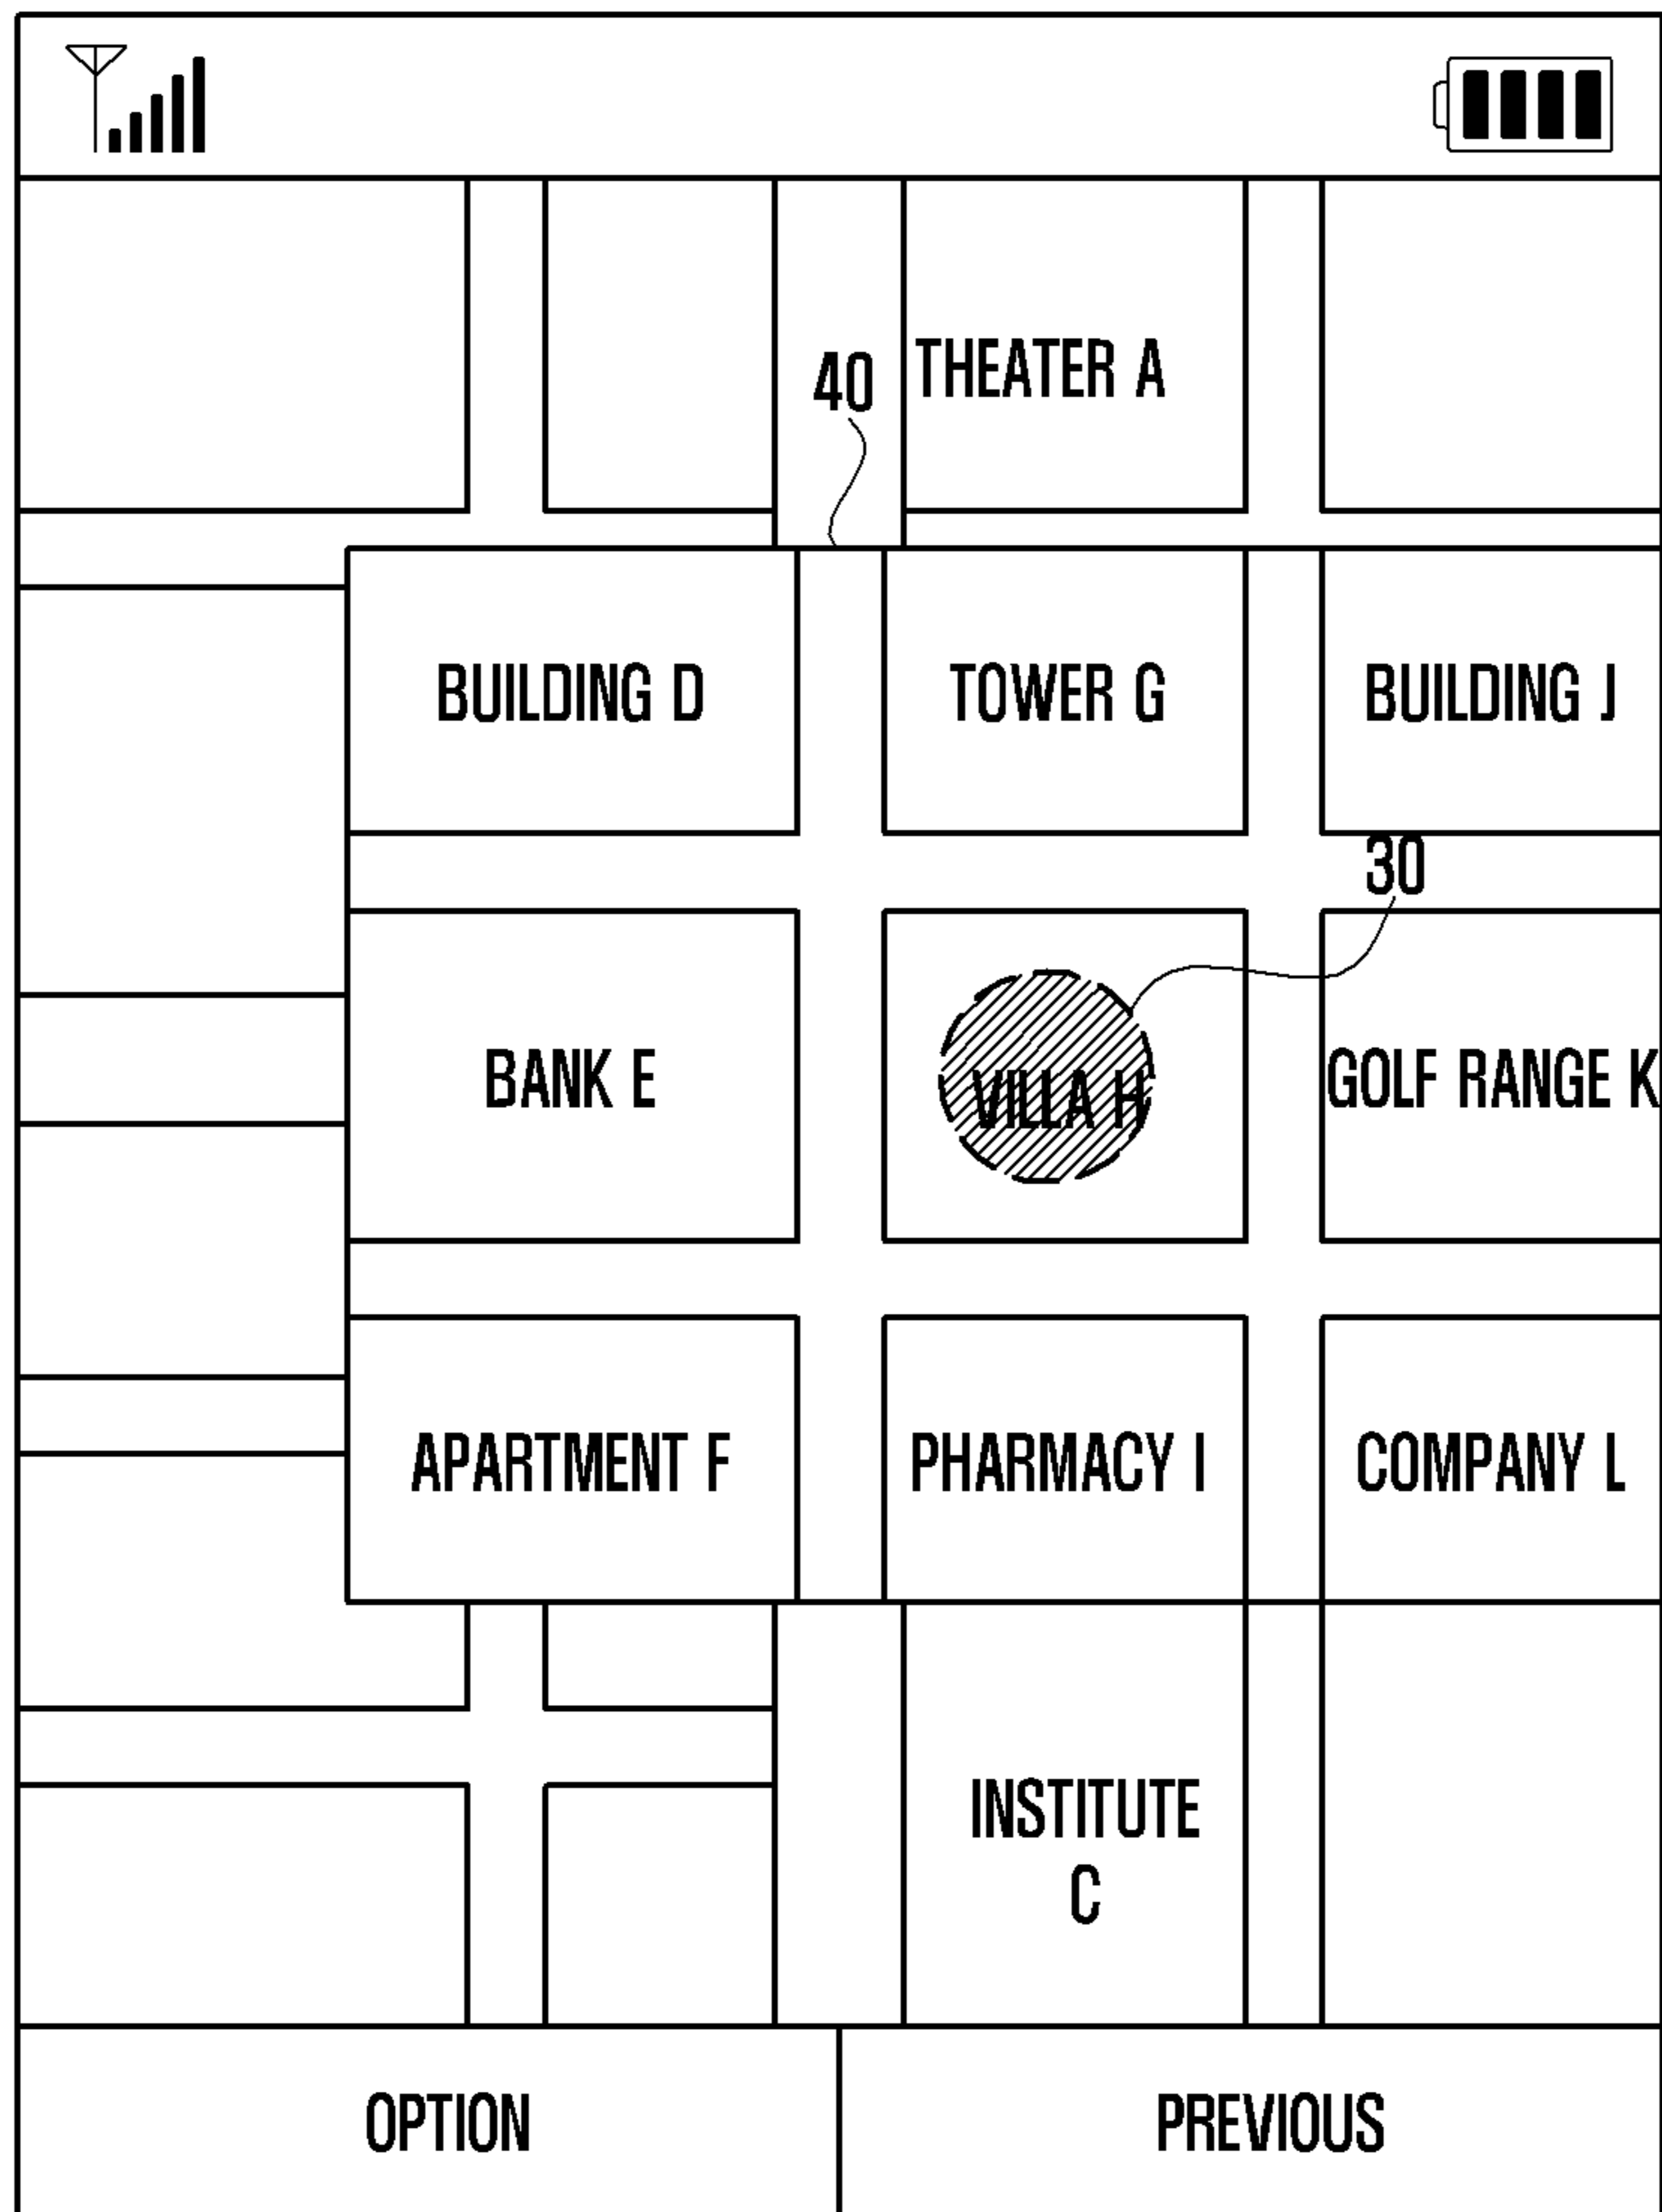 40
THEATER A
BUILDING D
TOWER G
BUILDING J
30
BANK E
VILLA H
GOLF RANGE K
APARTMENT F
PHARMACY I
COMPANY L
INSTITUTE
C
OPTION
PREVIOUS